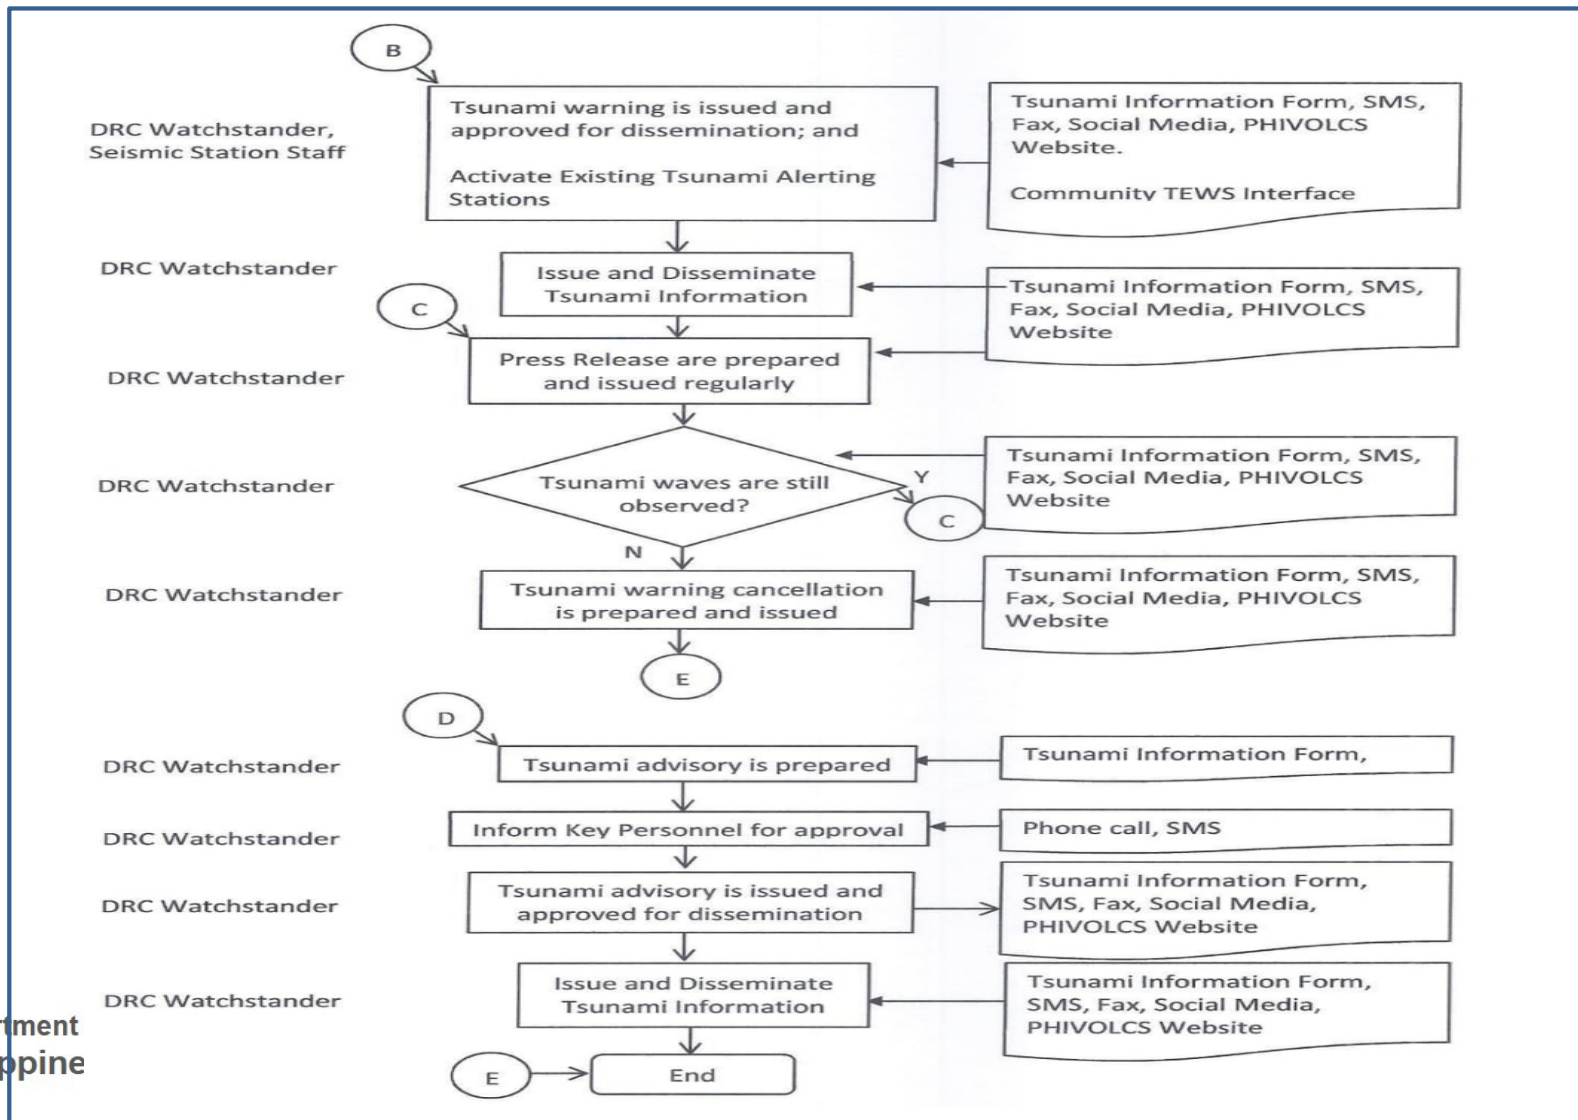 B
DRC Watchstander,
Seismic Station Staff
Tsunami warning is issued and
approved for dissemination; and
Activate Existing Tsunami Alerting
Stations
Tsunami Information Form, SMS,
Fax, Social Media, PHIVOLCS
Website.
Community TEWS Interface
DRC Watchstander
Issue and Disseminate
Tsunami Information
Tsunami Information Form, SMS,
Fax, Social Media, PHIVOLCS
Website
C
DRC Watchstander
Press Release are prepared
and issued regularly
DRC Watchstander
Tsunami waves are still
observed?
Y
C
Tsunami Information Form, SMS,
Fax, Social Media, PHIVOLCS
Website
N
DRC Watchstander
Tsunami warning cancellation
is prepared and issued
Tsunami Information Form, SMS,
Fax, Social Media, PHIVOLCS
Website
E
D
DRC Watchstander
Tsunami advisory is prepared
Tsunami Information Form,
DRC Watchstander
Inform Key Personnel for approval
Phone call, SMS
DRC Watchstander
Tsunami advisory is issued and
approved for dissemination
Tsunami Information Form,
SMS, Fax, Social Media,
PHIVOLCS Website
DRC Watchstander
Issue and Disseminate
Tsunami Information
Tsunami Information Form,
SMS, Fax, Social Media,
PHIVOLCS Website
rtment
ppine
E
End